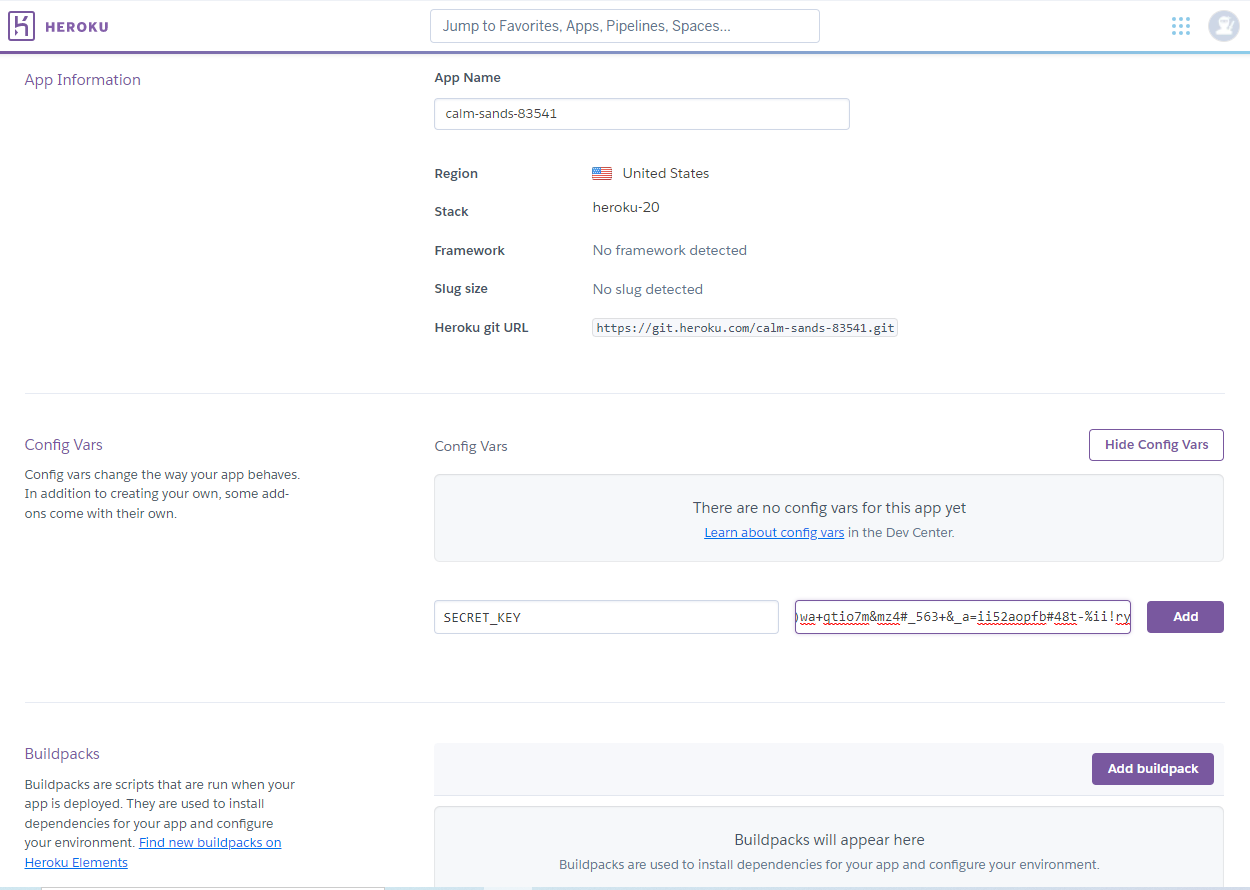 HEROKU
Jump to Favorites, Apps, Pipelines, Spaces...
App Information
App Name
calm-sands-83541
Region
United States
Stack
heroku-20
Framework
No framework detected
Slug size
No slug detected
Heroku git URL
https://git.heroku.com/calm-sands-83541.git
Config Vars
Config vars change the way your app behaves.
In addition to creating your own, some add-
ons come with their own.
Config Vars
Hide Config Vars
There are no config vars for this app yet
Learn about config vars in the Dev Center.
SECRET_KEY
)wa+qtio7m&mz4#_563+&_a=ii52aopfb#48t-%ii!ry
Add
Buildpacks
Buildpacks are scripts that are run when your
app is deployed. They are used to install
dependencies for your app and configure
your environment. Find new buildpacks on
Heroku Elements
Add buildpack
Buildpacks will appear here
Buildpacks are used to install dependencies for your app and configure your environment.